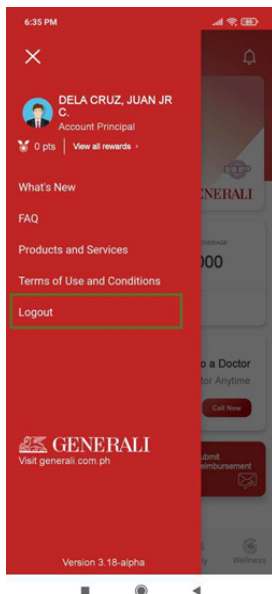 6:35 PM
DELA CRUZ, JUAN JR
C.
Account Principal
0 pts
View all rewards ›
What's New
FAQ
Products and Services
Terms of Use and Conditions
Logout
GENERALI
Visit generali.com.ph
Version 3.18-alpha
NERALI
000
o a Doctor
tor Anytime
Call Now
ubmit
eimbursement
Wellness